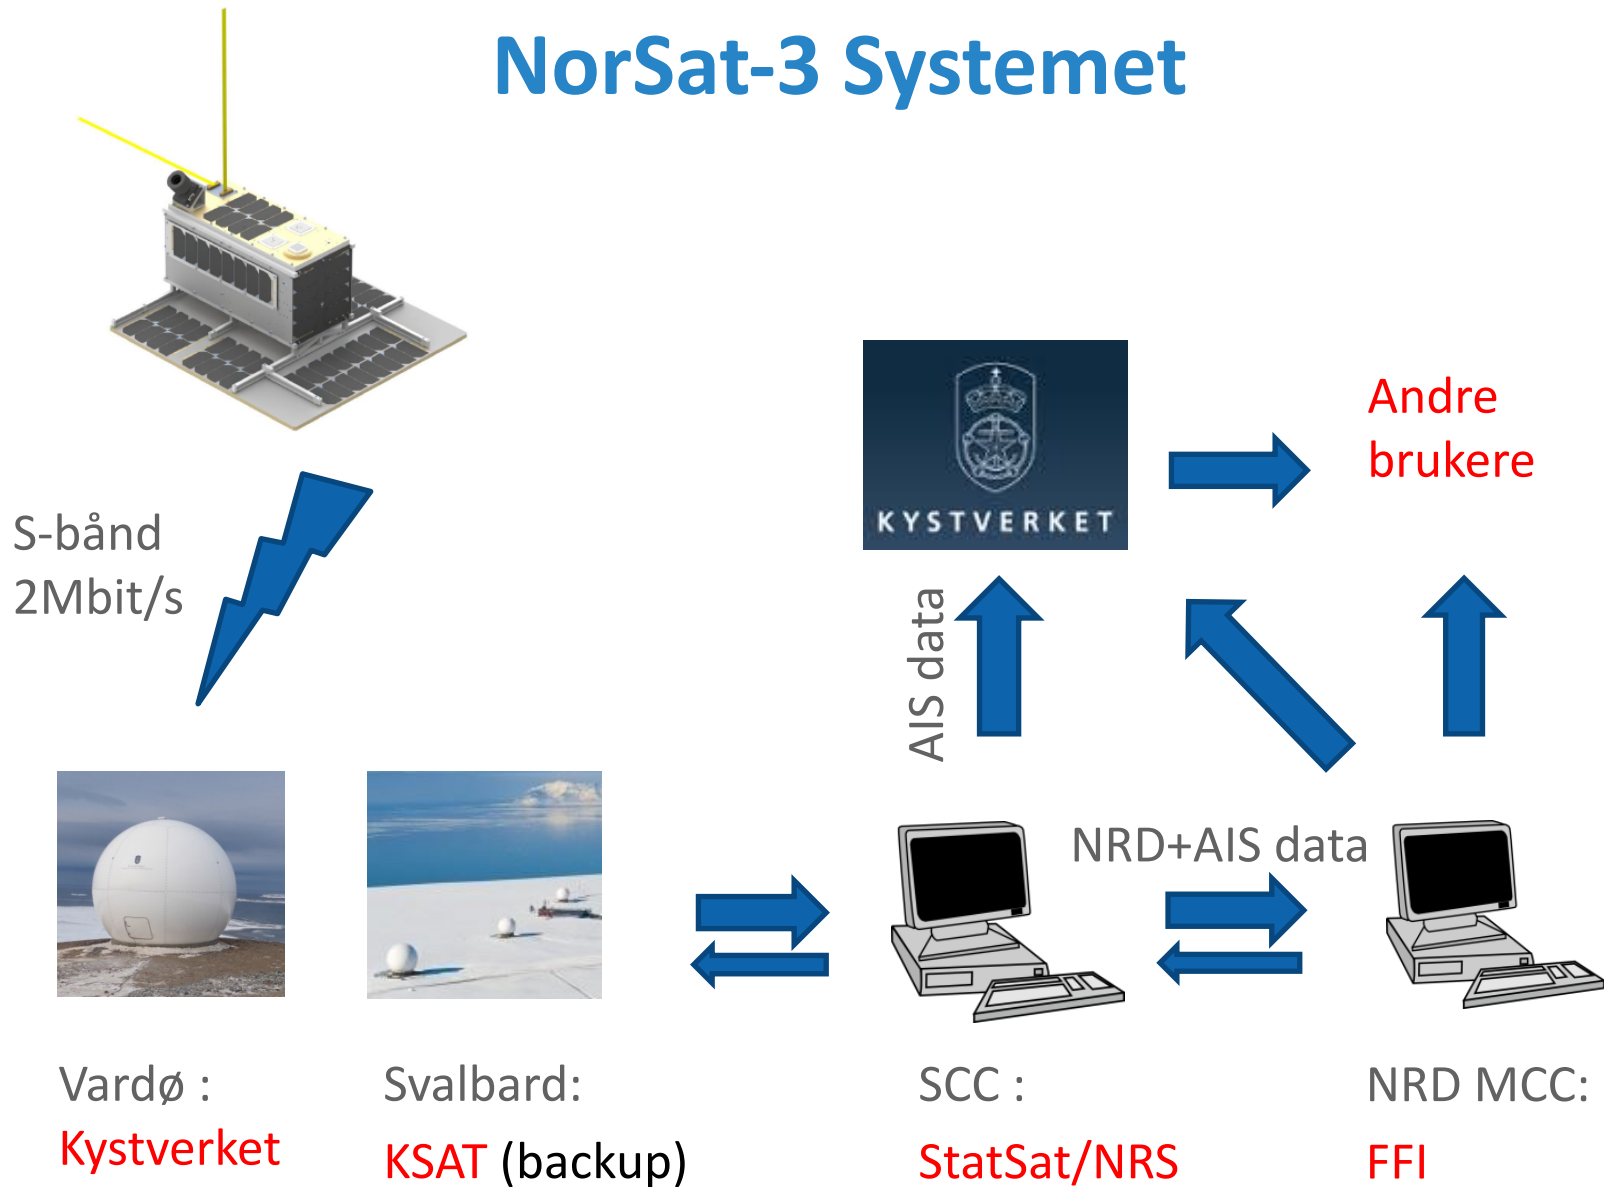 NorSat-3 Systemet
S-bånd
2Mbit/s
KYSTVERKET
Andre
brukere
AIS data
NRD+AIS data
Vardø :
Kystverket
Svalbard:
KSAT (backup)
SCC :
StatSat/NRS
NRD MCC:
FFI